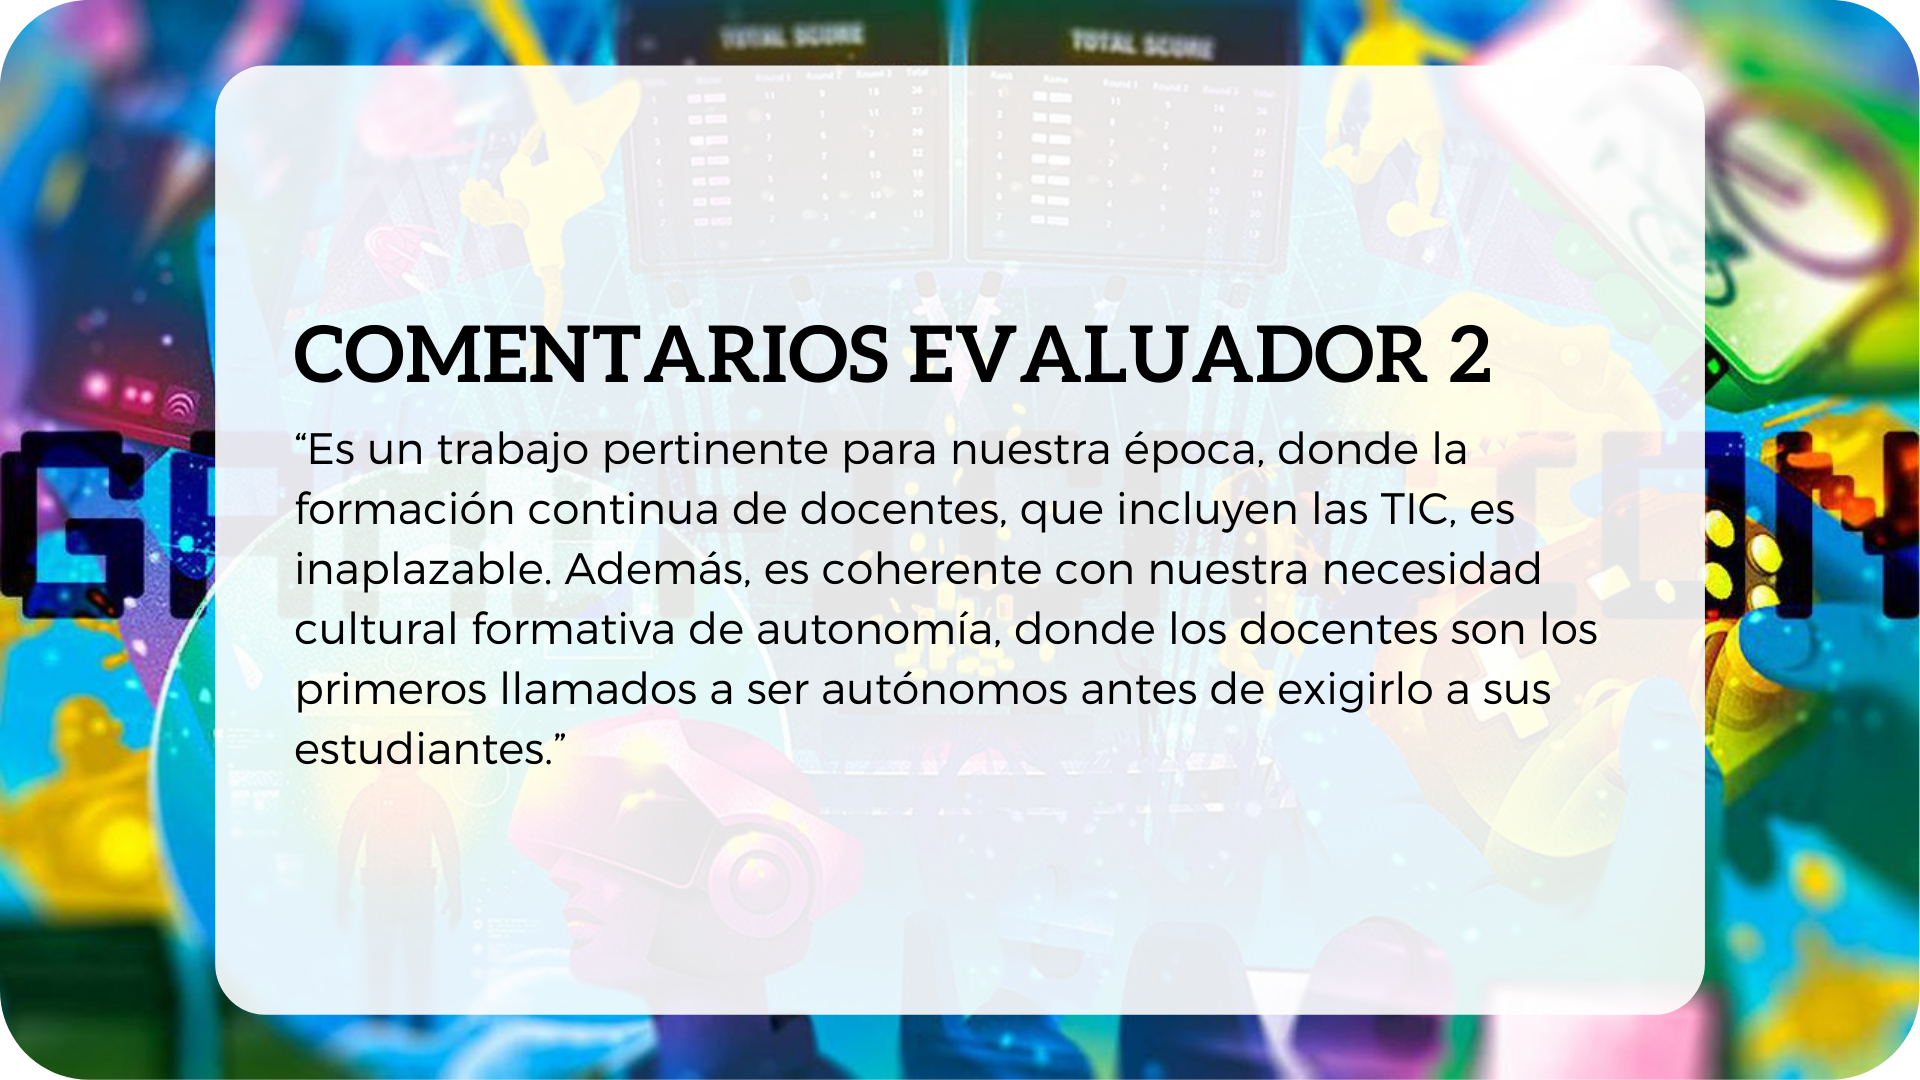 TOTAL SCORE
TOTAL SCORE
COMENTARIOS EVALUADOR 2
“Es un trabajo pertinente para nuestra época, donde la
formación continua de docentes, que incluyen las TIC, es
inaplazable. Además, es coherente con nuestra necesidad
cultural formativa de autonomía, donde los docentes son los
primeros llamados a ser autónomos antes de exigirlo a sus
estudiantes.”